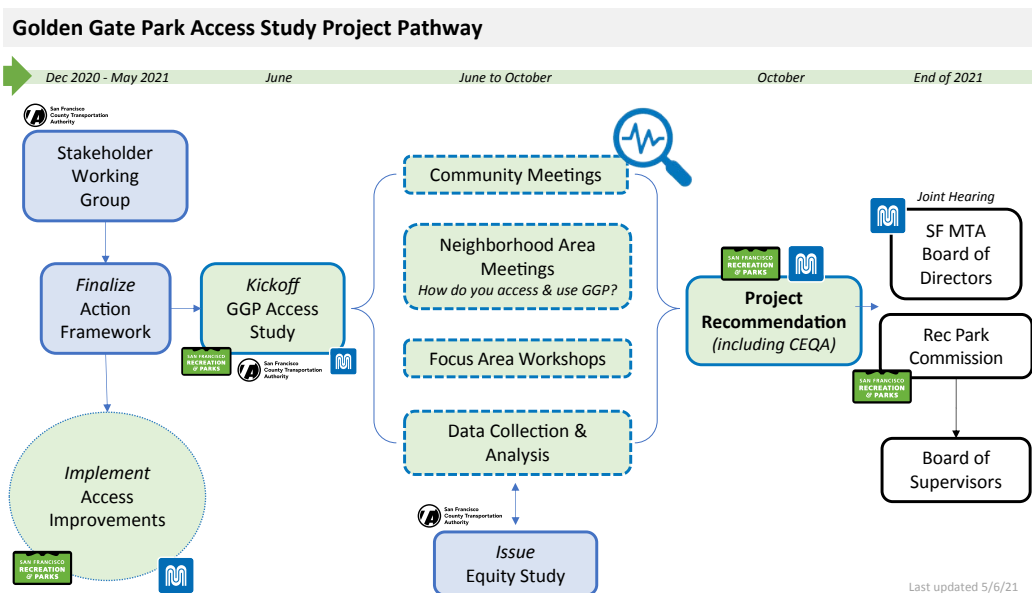 Golden Gate Park Access Study Project Pathway
Dec 2020 - May 2021
June
June to October
October
End of 2021
San Francisco
County Transportation
Authority
Stakeholder
Working
Group
Finalize
Action
Framework
Implement
Access
Improvements
SAN FRANCISCO
RECREATION
& PARKS
Kickoff
GGP Access
Study
SAN FRANCISCO
RECREATION
& PARKS
San Francisco
County Transportation
Authority
Community Meetings
Neighborhood Area
Meetings
How do you access & use GGP?
Focus Area Workshops
Data Collection &
Analysis
San Francisco
County Transportation
Authority
Issue
Equity Study
SAN FRANCISCO
RECREATION
& PARKS
Project
Recommendation
(including CEQA)
Joint Hearing
SF MTA
Board of
Directors
Rec Park
Commission
SAN FRANCISCO
RECREATION
& PARKS
Board of
Supervisors
Last updated 5/6/21